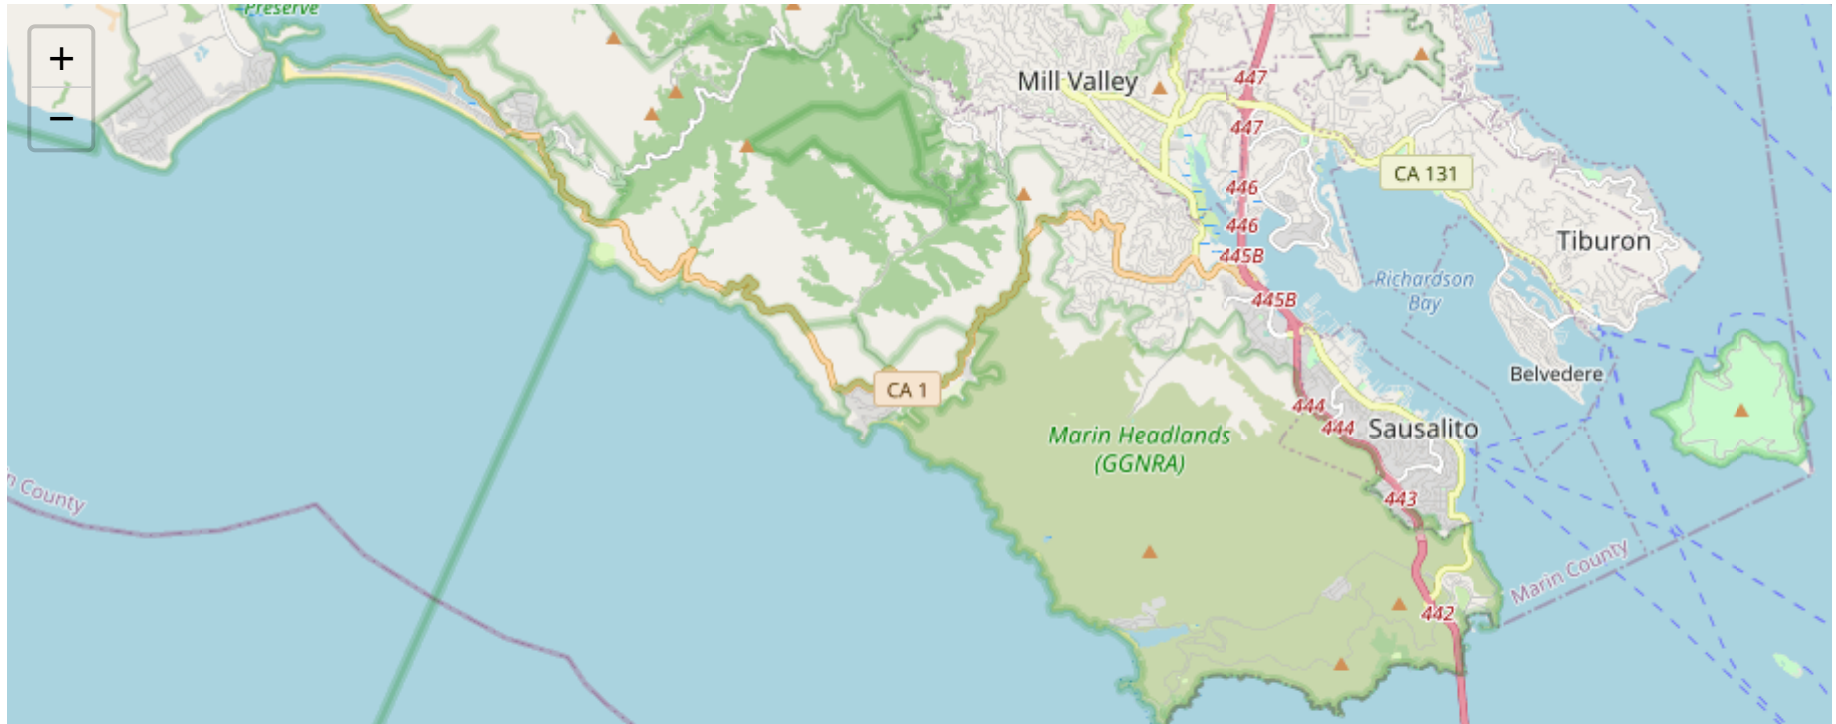 Preserve
+
−
Mill Valley
447
447
CA 131
446
446
445B
Tiburon
445B
Richardson
Bay
Belvedere
CA 1
444
444
Sausalito
Marin Headlands
(GGNRA)
n County
443
Marin County
442